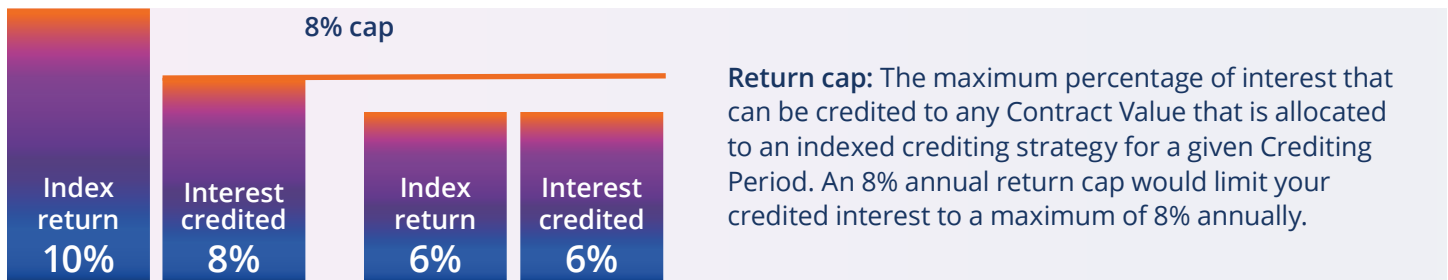 8% cap
Index
return
10%
Interest
credited
8%
Index
return
6%
Interest
credited
6%
Return cap: The maximum percentage of interest that
can be credited to any Contract Value that is allocated
to an indexed crediting strategy for a given Crediting
Period. An 8% annual return cap would limit your
credited interest to a maximum of 8% annually.